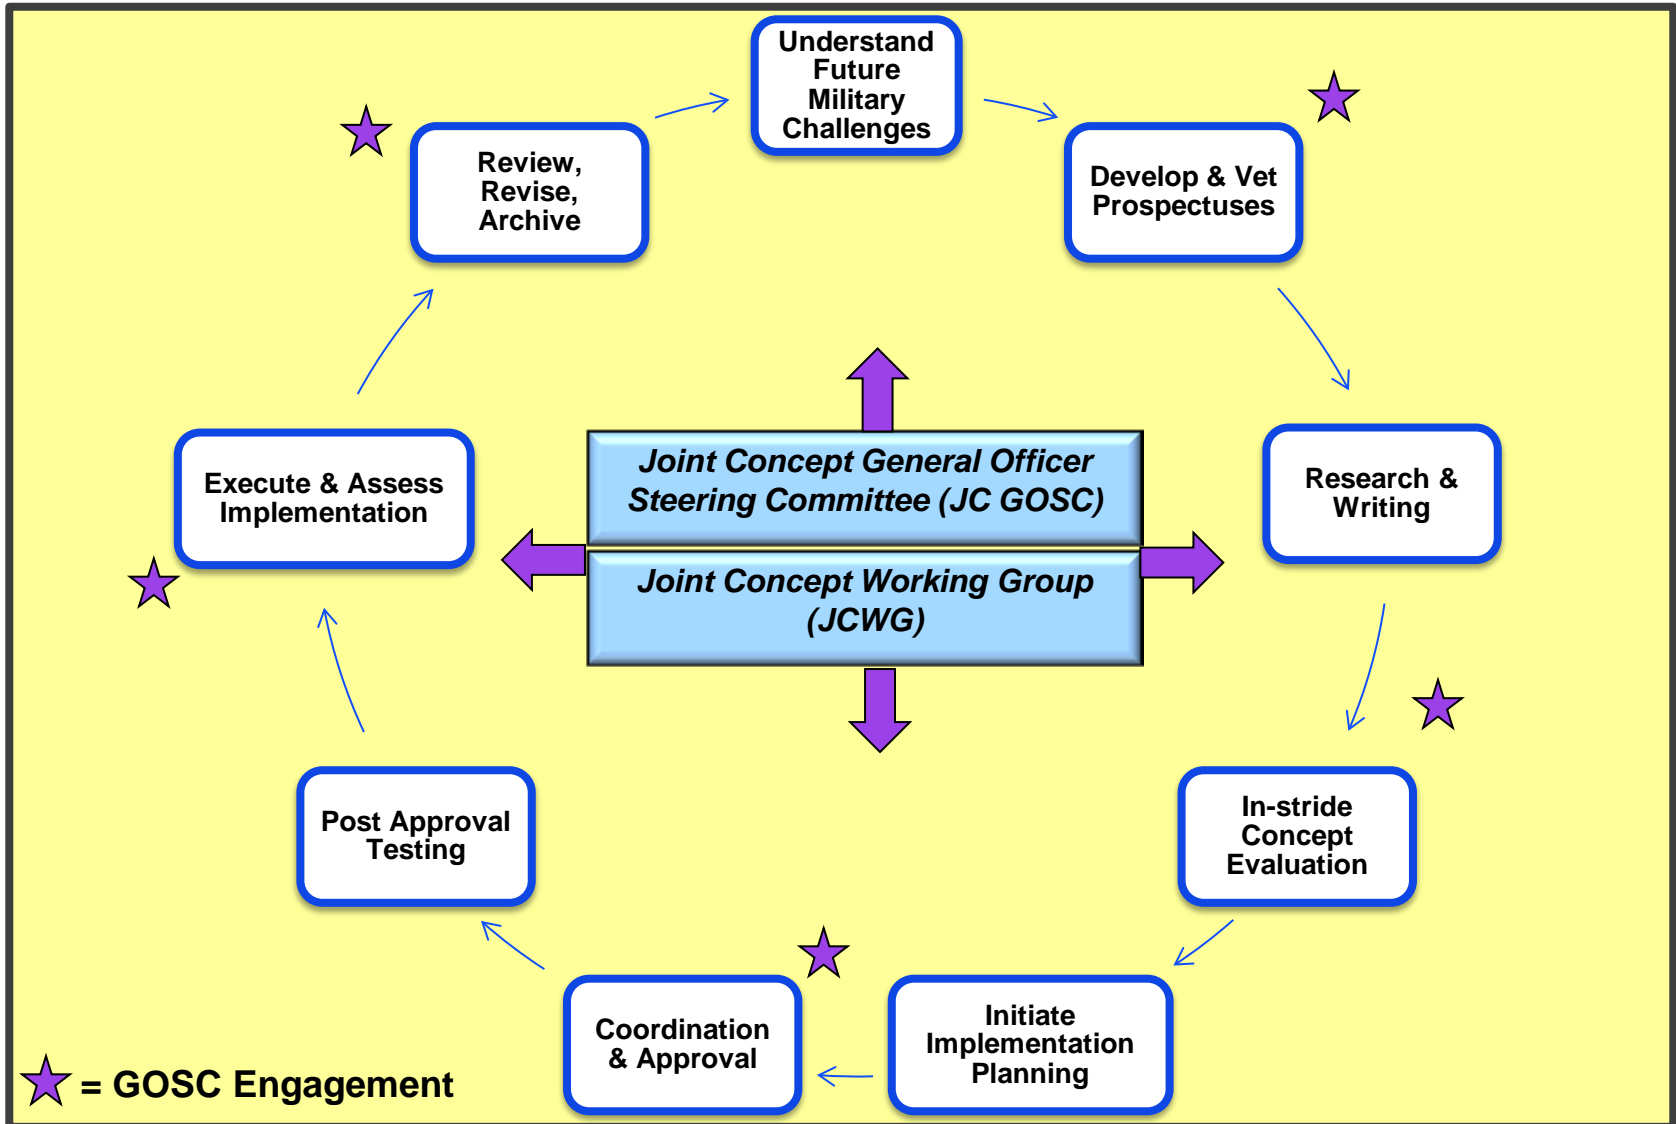 Understand
Future
Military
Challenges
Develop & Vet
Prospectuses
Research &
Writing
In-stride
Concept
Evaluation
Initiate
Implementation
Planning
Coordination
& Approval
Post Approval
Testing
Execute & Assess
Implementation
Review,
Revise,
Archive
Joint Concept General Officer
Steering Committee (JC GOSC)
Joint Concept Working Group
(JCWG)
= GOSC Engagement